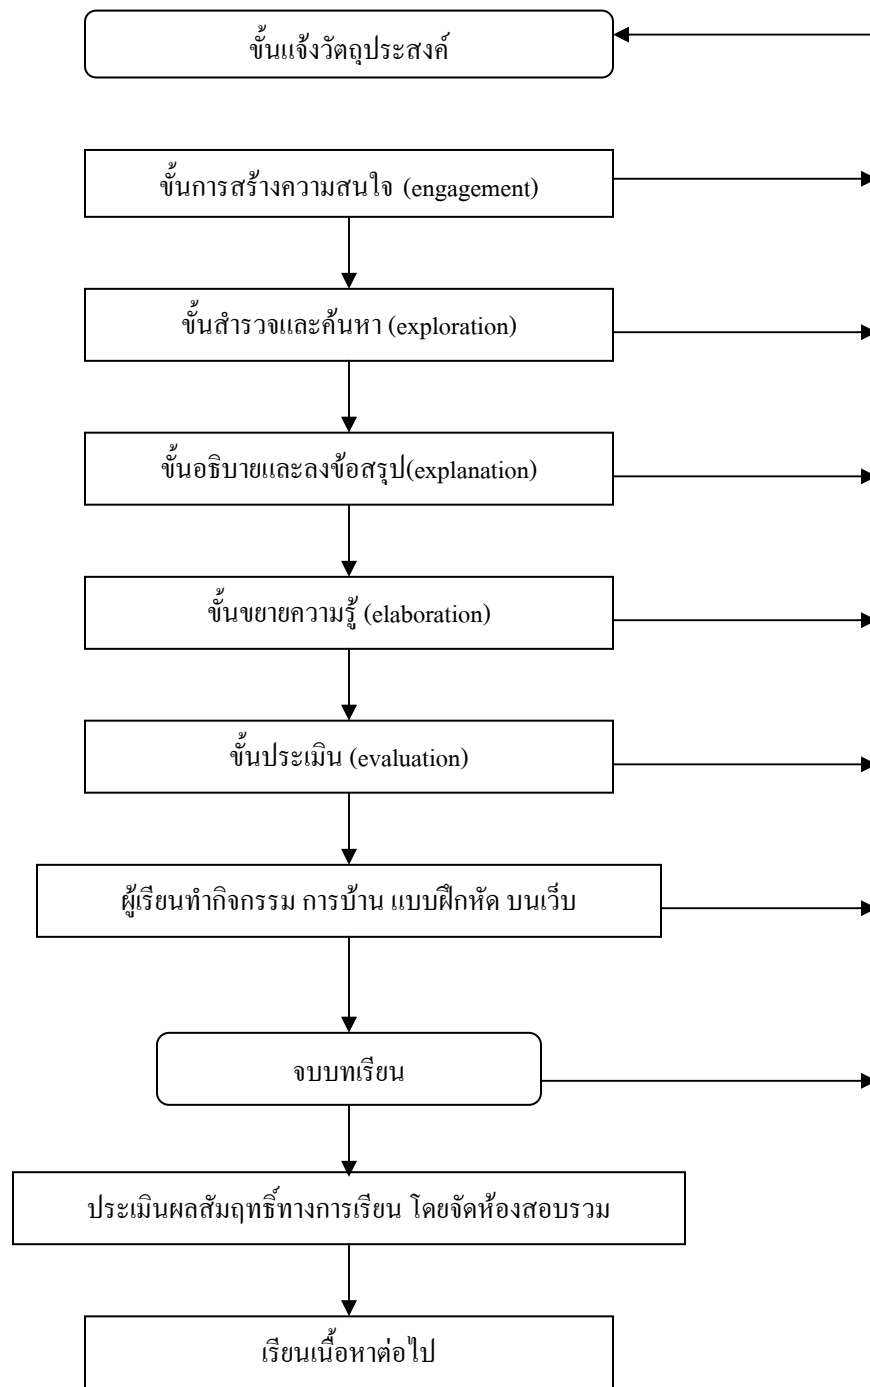 ขั้นแจ้งวัตถุประสงค์
ขั้นการสร้างความสนใจ (engagement)
ขั้นสำรวจและค้นหา (exploration)
ขั้นอธิบายและลงข้อสรุป(explanation)
ขั้นขยายความรู้ (elaboration)
ขั้นประเมิน (evaluation)
ผู้เรียนทำกิจกรรม การบ้าน แบบฝึกหัด บนเว็บ
จบบทเรียน
ประเมินผลสัมฤทธิ์ทางการเรียน โดยจัดห้องสอบรวม
เรียนเนื้อหาต่อไป